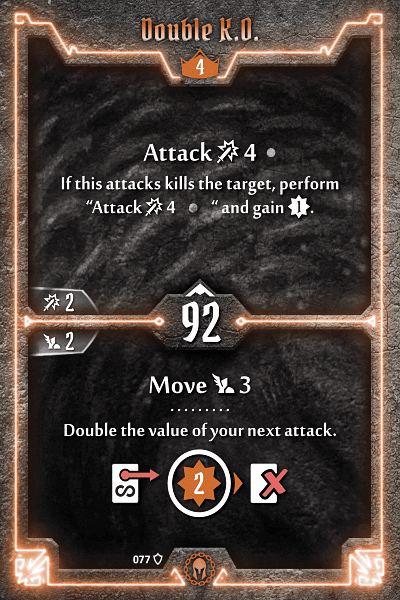 Double K.O.
4
Attack 4
If this attacks kills the target, perform
“Attack 4 “ and gain 1.
2
92
2
Move 3
Double the value of your next attack.
2
077